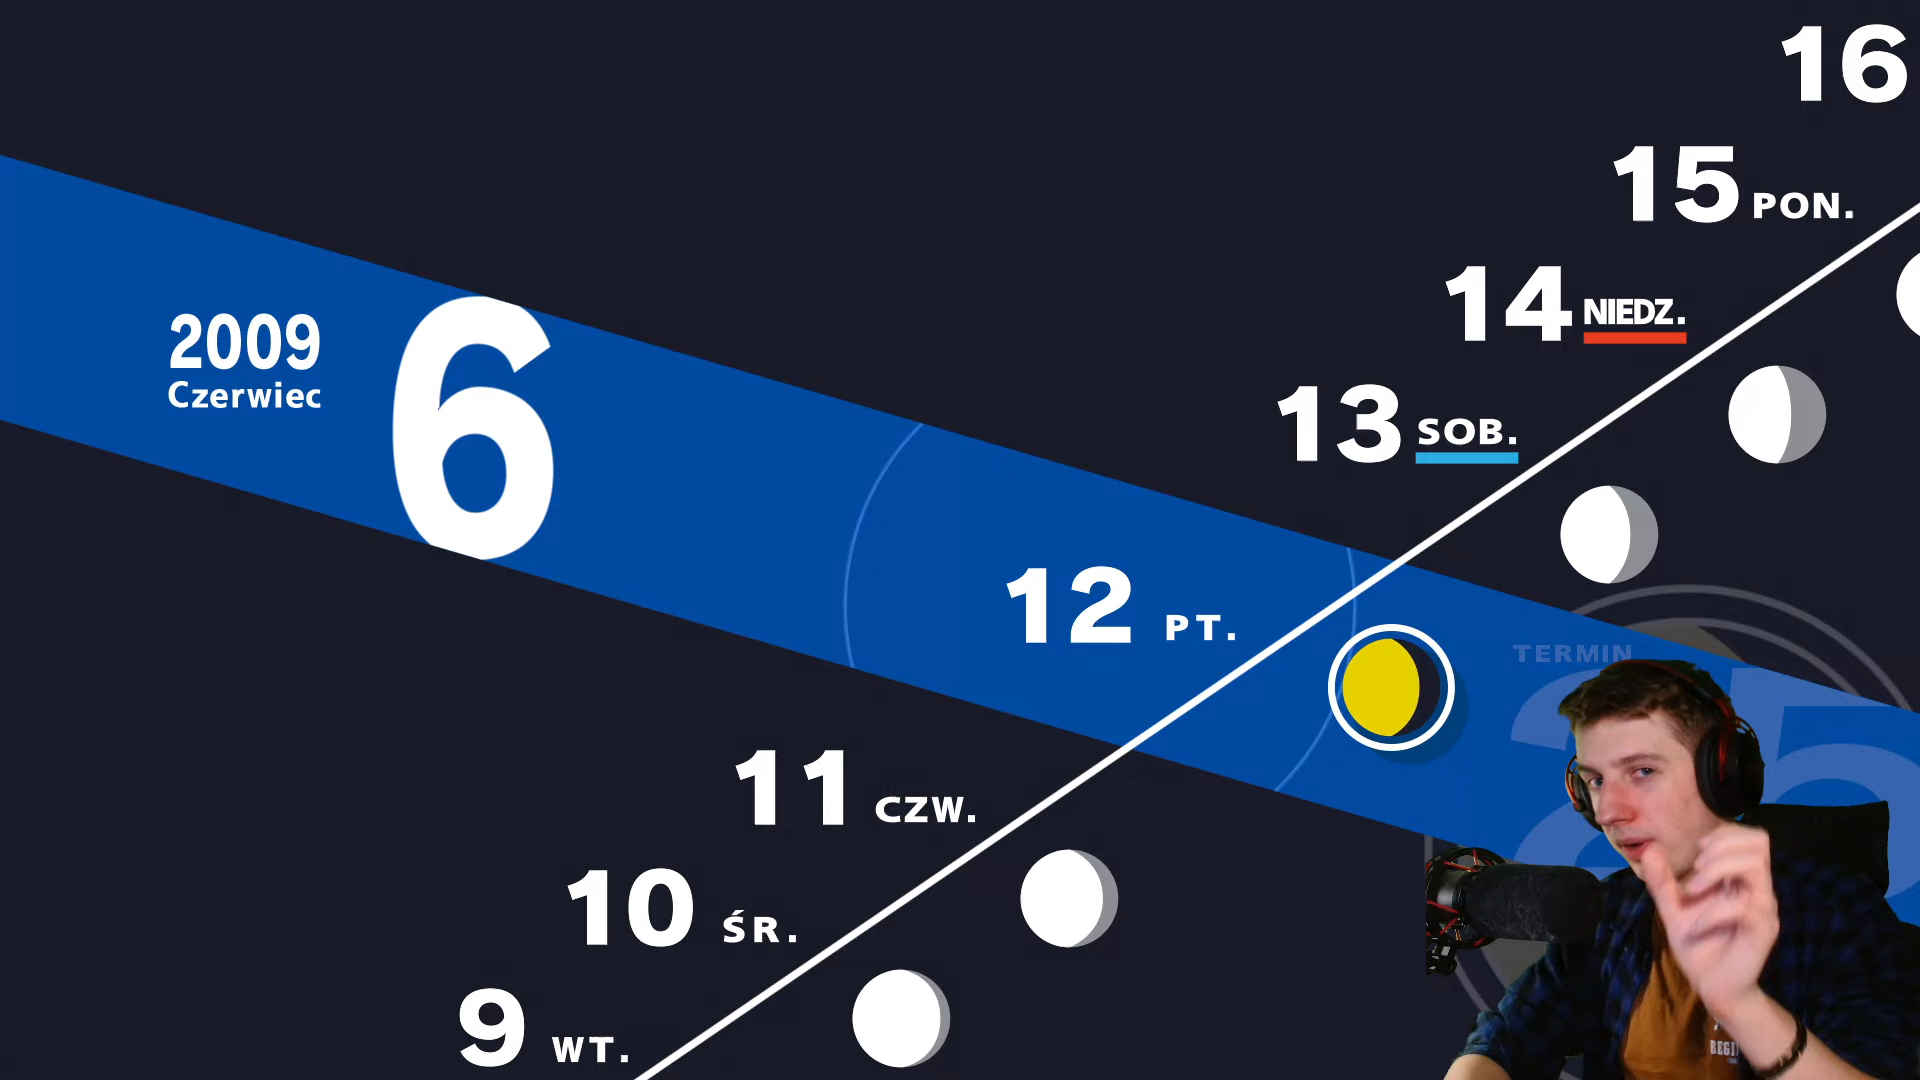 16
15 PON.
14 NIEDZ.
13 SOB.
2009
Czerwiec
6
12 PT.
TERMIN
25
11 CZW.
10 ŚR.
9 WT.